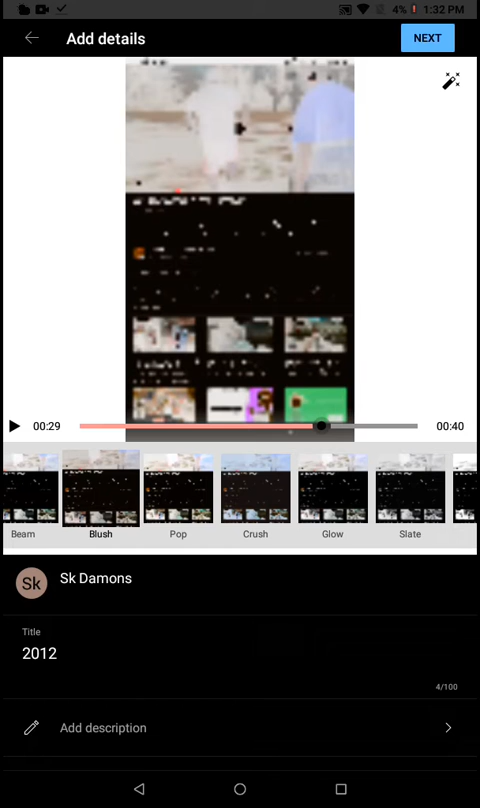 4% 1:32 PM
Add details
NEXT
00:29
00:40
Beam Blush Pop Crush Glow Slate
Sk Sk Damons
Title
2012
4/100
Add description